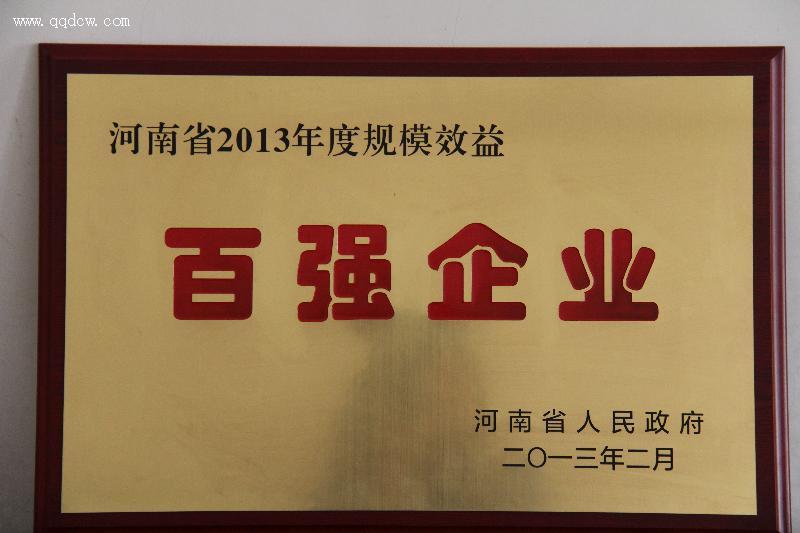 www.qqdcw.com
河南省2013年度规模效益
百强企业
河南省人民政府
二〇一三年二月